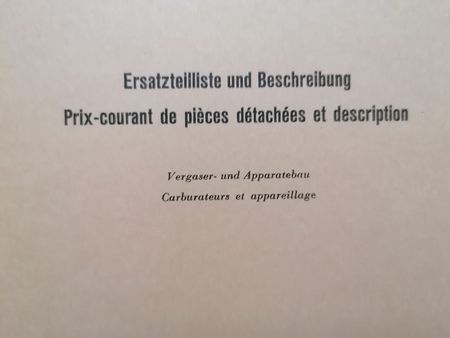 Ersatzteilliste und Beschreibung
Prix-courant de pièces détachées et description
Vergaser- und Apparatebau
Carburateurs et appareillage